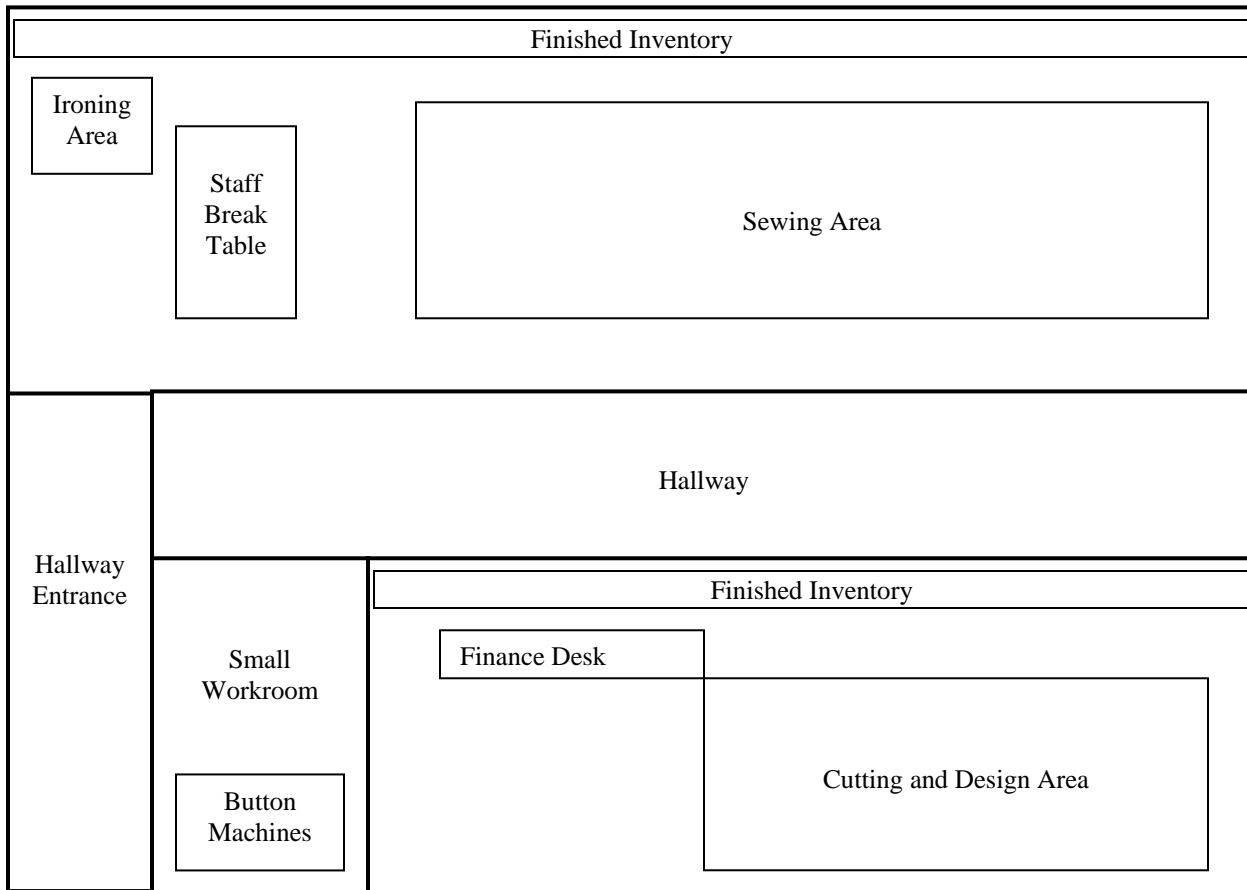 Finished Inventory
Ironing
Area
Staff
Break
Table
Sewing Area
Hallway
Hallway
Entrance
Finished Inventory
Finance Desk
Small
Workroom
Cutting and Design Area
Button
Machines